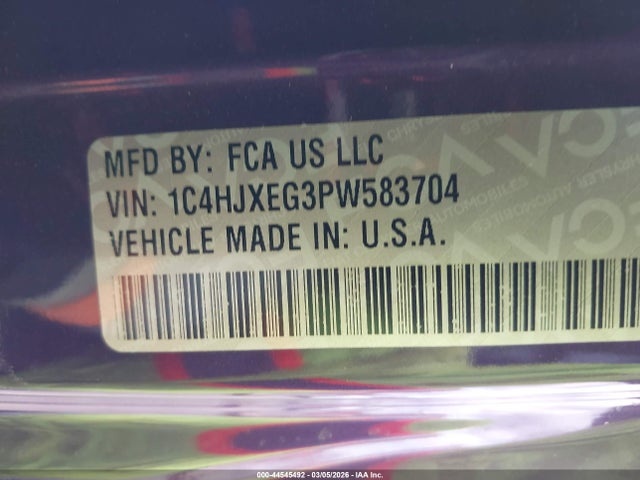 MFD BY: FCA US LLC
VIN: 1C4HJXEG3PW583704
VEHICLE MADE IN: U.S.A.
000-44545492 - 03/05/2026 - IAA Inc.